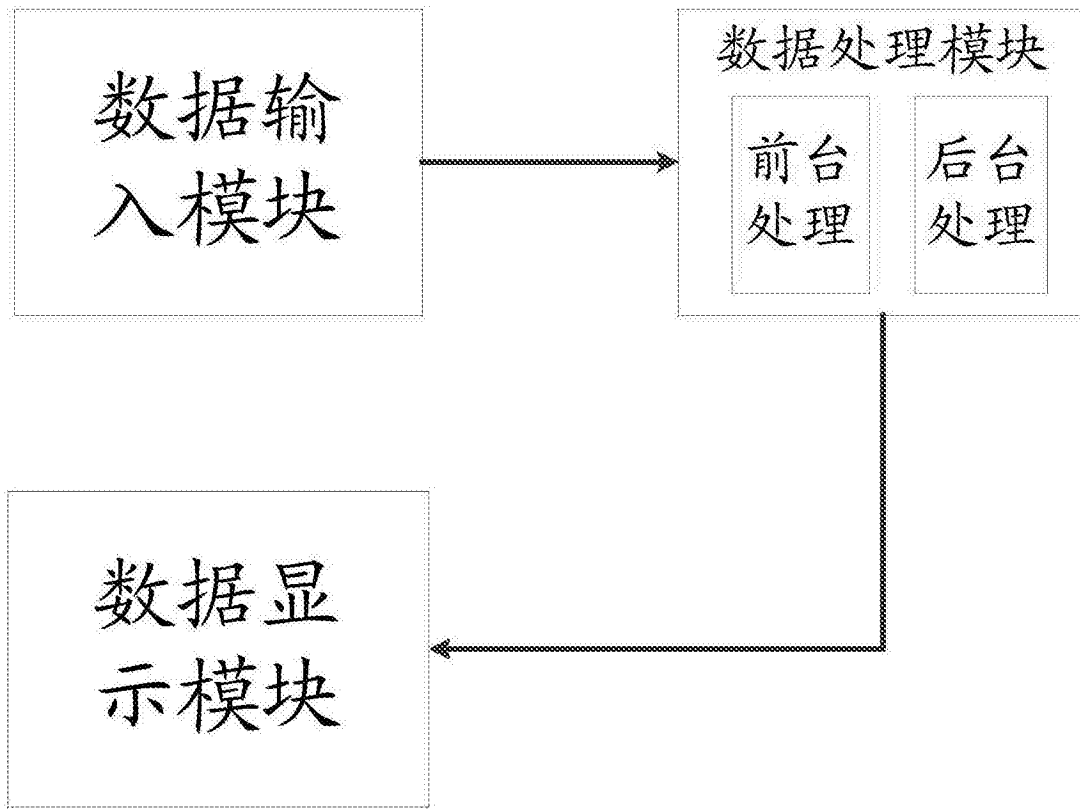 数据输
入模块
数据处理模块
前台
处理
后台
处理
数据显
示模块